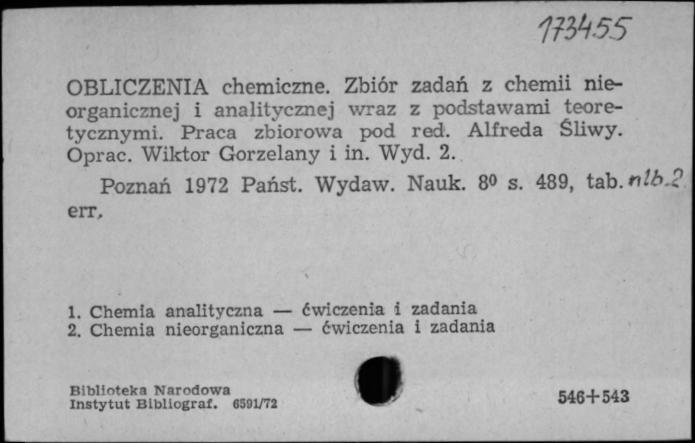 173455
OBLICZENIA chemiczne. Zbiór zadań z chemii nie-
organicznej i analitycznej wraz z podstawami teore-
tycznymi. Praca zbiorowa pod red. Alfreda Śliwy.
Oprac. Wiktor Gorzelany i in. Wyd. 2.
Poznań 1972 Państ. Wydaw. Nauk. 8⁰ s. 489, tab. nlb. 2
err,
1. Chemia analityczna — ćwiczenia i zadania
2. Chemia nieorganiczna — ćwiczenia i zadania
Biblioteka Narodowa
Instytut Bibliograf. 6591/72
546+543